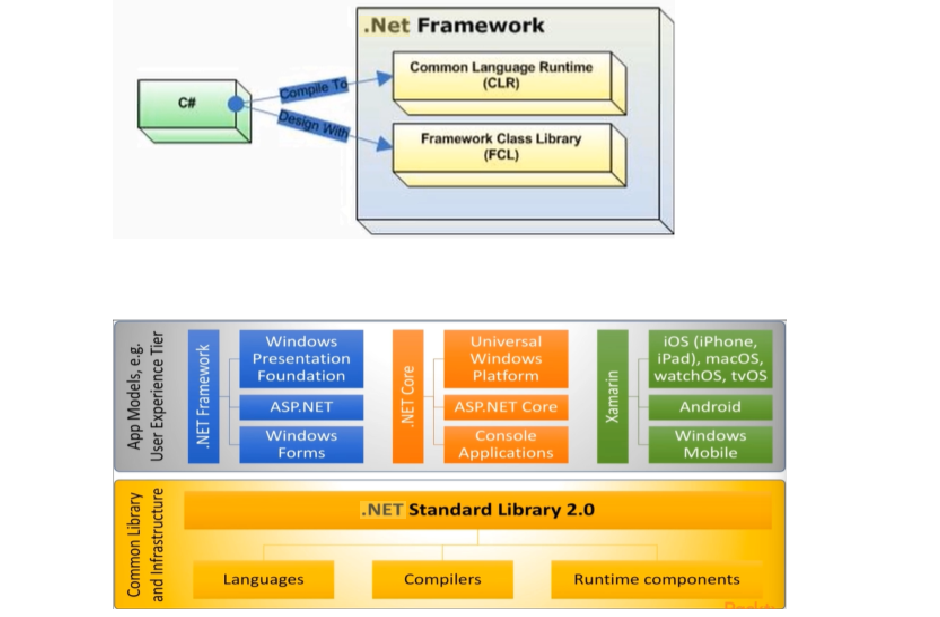 .Net Framework
Common Language Runtime
(CLR)
C#
Compile To
Design With
Framework Class Library
(FCL)
App Models, e.g.
User Experience Tier
.NET Framework
Windows
Presentation
Foundation
ASP.NET
Windows
Forms
.NET Core
Universal
Windows
Platform
ASP.NET Core
Console
Applications
Xamarin
iOS (iPhone,
iPad), macOS,
watchOS, tvOS
Android
Windows
Mobile
Common Library
and Infrastructure
.NET Standard Library 2.0
Languages
Compilers
Runtime components